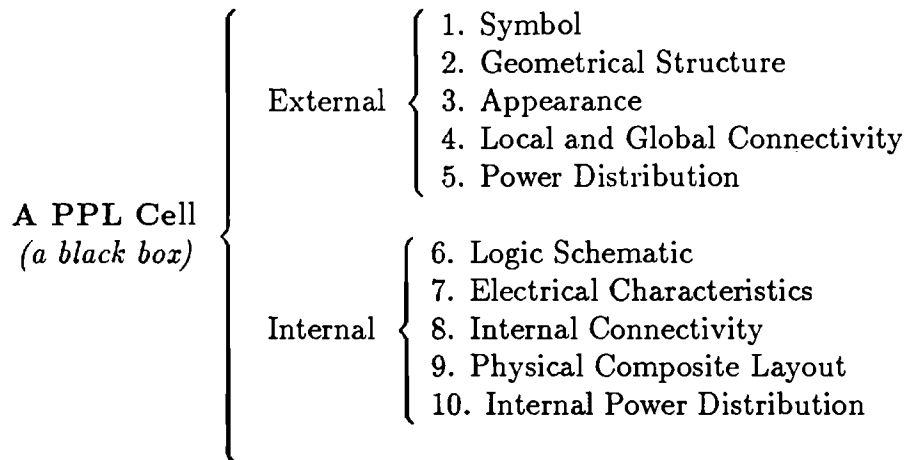 A PPL Cell
(a black box)
External
1. Symbol
2. Geometrical Structure
3. Appearance
4. Local and Global Connectivity
5. Power Distribution
Internal
6. Logic Schematic
7. Electrical Characteristics
8. Internal Connectivity
9. Physical Composite Layout
10. Internal Power Distribution